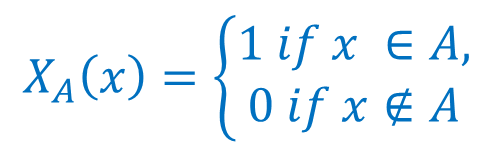 X_A(x) = { 1 if x ∈ A,
0 if x ∉ A